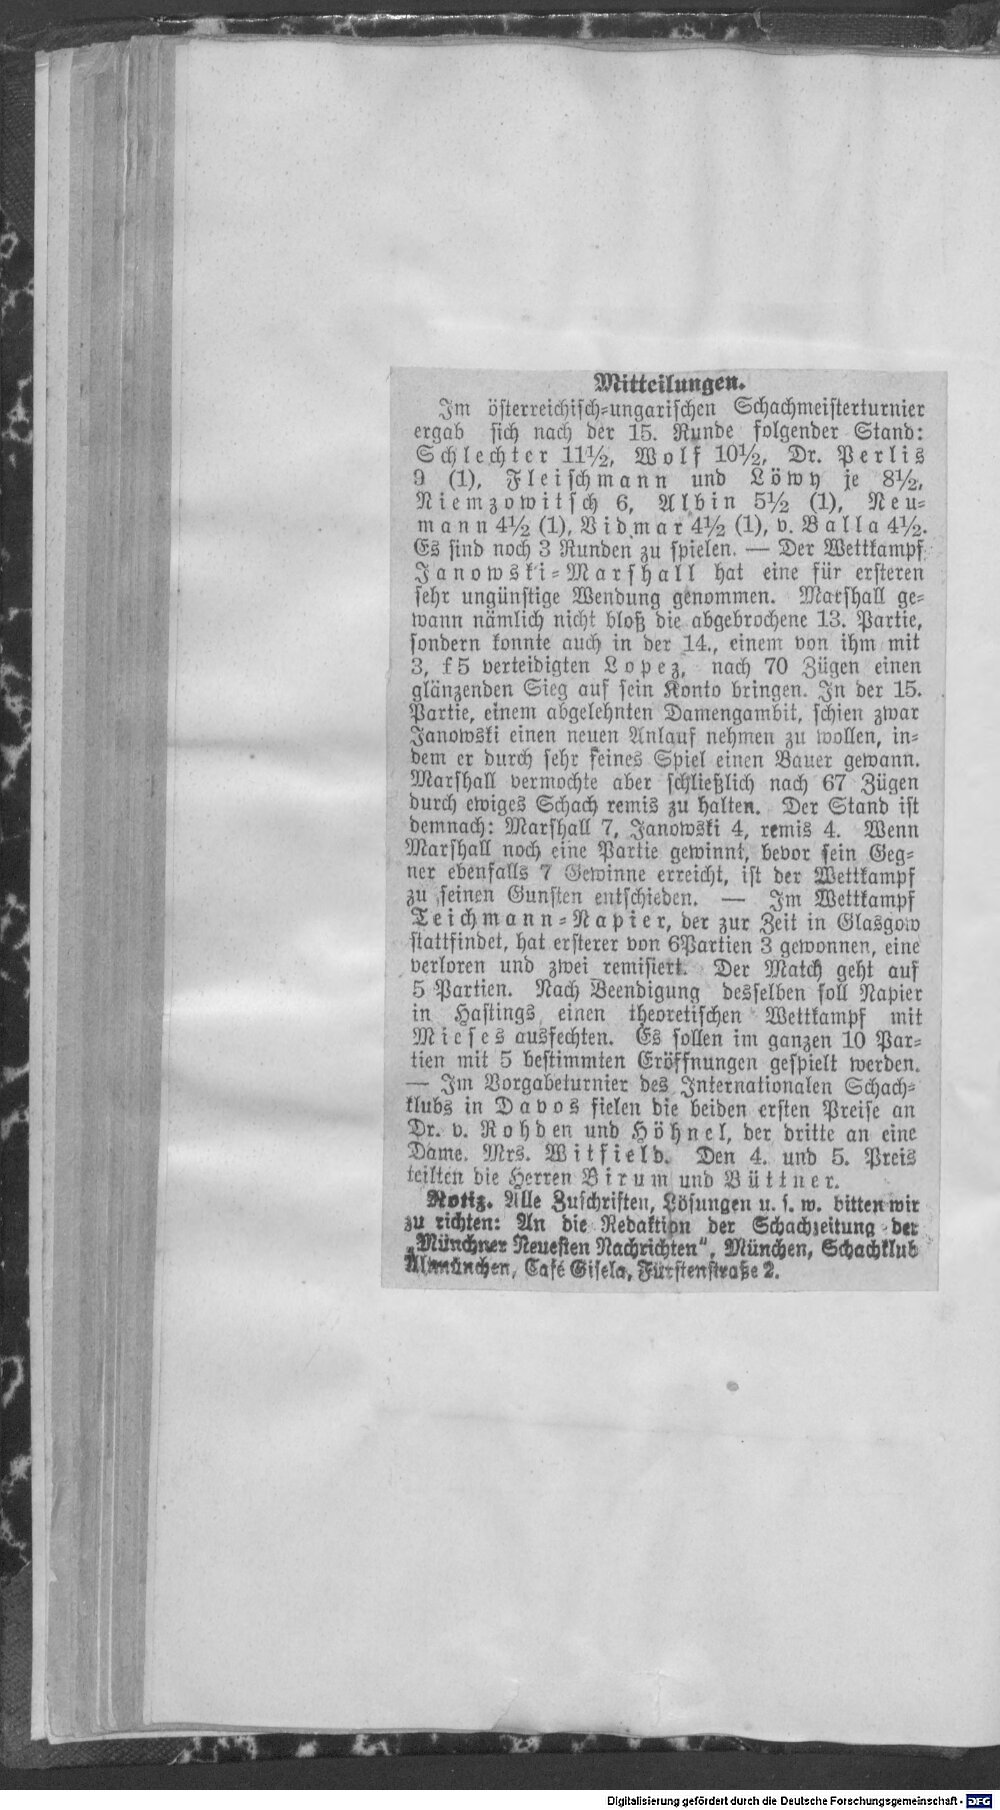 Mitteilungen.
Im österreichisch-ungarischen Schachmeisterturnier
ergab sich nach der 15. Runde folgender Stand:
Schlechter 11½, Wolf 10½, Dr. Perlis
9 (1), Fleischmann und Löwy je 8½,
Niemzowitsch 6, Albin 5½ (1), Neu-
mann 4½ (1), Vidmar 4½ (1), v. Balla 4½.
Es sind noch 3 Runden zu spielen. — Der Wettkampf
Janowski-Marshall hat eine für ersteren
sehr ungünstige Wendung genommen. Marshall ge-
wann nämlich nicht bloß die abgebrochene 13. Partie,
sondern konnte auch in der 14., einem von ihm mit
3, f5 verteidigten Lopez, nach 70 Zügen einen
glänzenden Sieg auf sein Konto bringen. In der 15.
Partie, einem abgelehnten Damengambit, schien zwar
Janowski einen neuen Anlauf nehmen zu wollen, in-
dem er durch sehr feines Spiel einen Bauer gewann.
Marshall vermochte aber schließlich nach 67 Zügen
durch ewiges Schach remis zu halten. Der Stand ist
demnach: Marshall 7, Janowski 4, remis 4. Wenn
Marshall noch eine Partie gewinnt, bevor sein Geg-
ner ebenfalls 7 Gewinne erreicht, ist der Wettkampf
zu seinen Gunsten entschieden. — Im Wettkampf
Teichmann-Napier, der zur Zeit in Glasgow
stattfindet, hat ersterer von 6 Partien 3 gewonnen, eine
verloren und zwei remisiert. Der Match geht auf
5 Partien. Nach Beendigung desselben soll Napier
in Hastings einen theoretischen Wettkampf mit
Mieses ausfechten. Es sollen im ganzen 10 Par-
tien mit 5 bestimmten Eröffnungen gespielt werden.
— Im Vorgabeturnier des Internationalen Schach-
klubs in Davos fielen die beiden ersten Preise an
Dr. v. Rohden und Höhnel, der dritte an eine
Dame, Mrs. Witfield. Den 4. und 5. Preis
teilten die Herren Birum und Büttner.
Notiz. Alle Zuschriften, Lösungen u. s. w. bitten wir
zu richten: An die Redaktion der Schachzeitung der
„Münchner Neuesten Nachrichten“, München, Schachklub
Altmünchen, Café Gisela, Fürstenstraße 2.
Digitalisierung gefördert durch die Deutsche Forschungsgemeinschaft - DFG